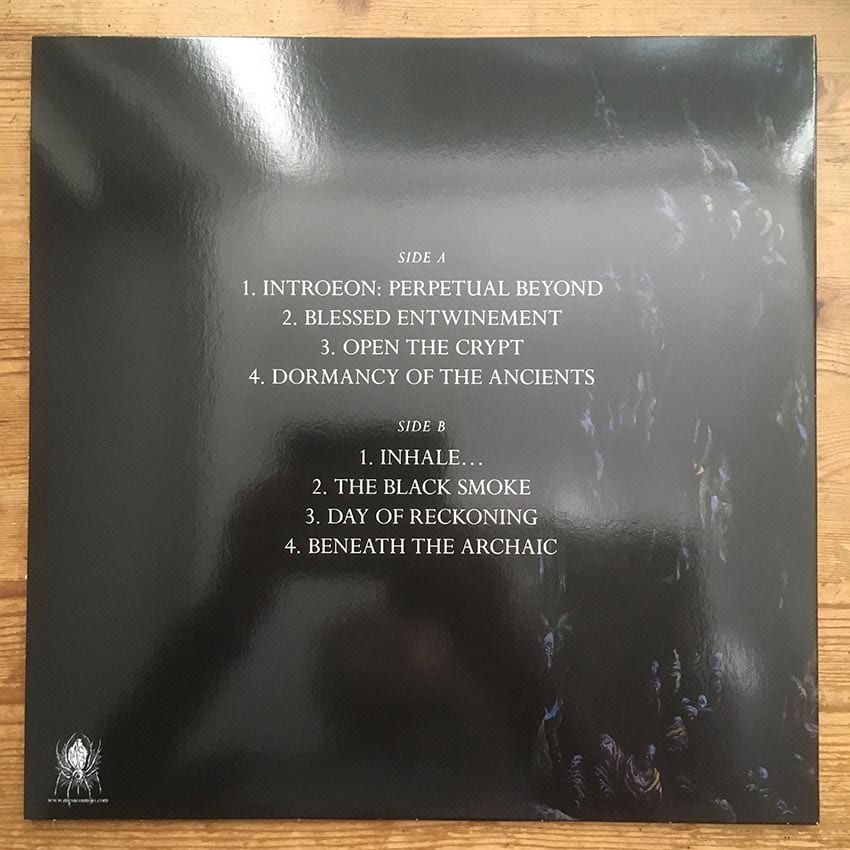 SIDE A
1. INTROEON: PERPETUAL BEYOND
2. BLESSED ENTWINEMENT
3. OPEN THE CRYPT
4. DORMANCY OF THE ANCIENTS
SIDE B
1. INHALE...
2. THE BLACK SMOKE
3. DAY OF RECKONING
4. BENEATH THE ARCHAIC